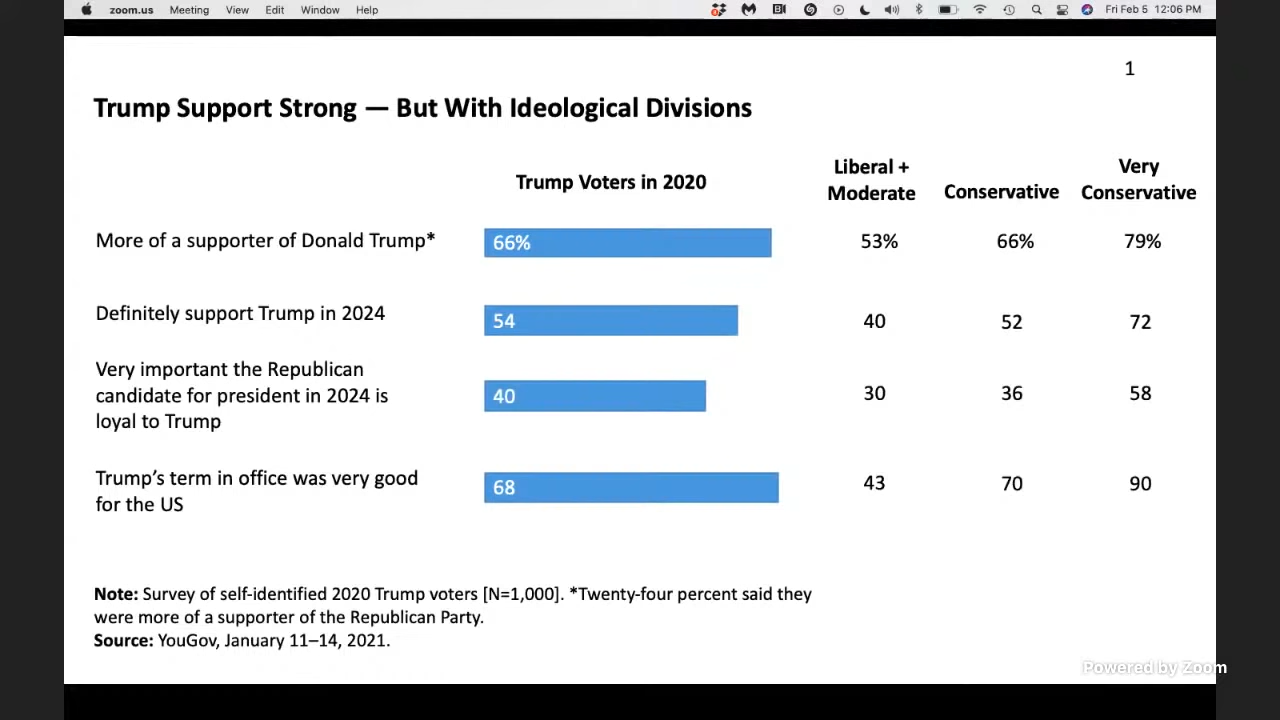 zoom.us Meeting View Edit Window Help Fri Feb 5 12:06 PM
1
Trump Support Strong — But With Ideological Divisions
Trump Voters in 2020
Liberal +
Moderate
Conservative
Very
Conservative
More of a supporter of Donald Trump* 66% 53% 66% 79%
Definitely support Trump in 2024 54 40 52 72
Very important the Republican
candidate for president in 2024 is 40 30 36 58
loyal to Trump
Trump’s term in office was very good 68 43 70 90
for the US
Note: Survey of self-identified 2020 Trump voters [N=1,000]. *Twenty-four percent said they
were more of a supporter of the Republican Party.
Source: YouGov, January 11–14, 2021.
Powered by Zoom